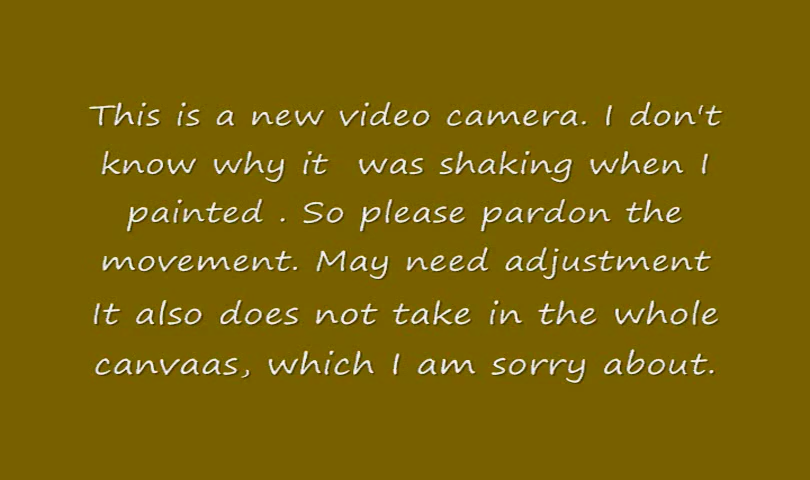 This is a new video camera. I don't
know why it  was shaking when I
painted . So please pardon the
movement. May need adjustment
It also does not take in the whole
canvaas, which I am sorry about.